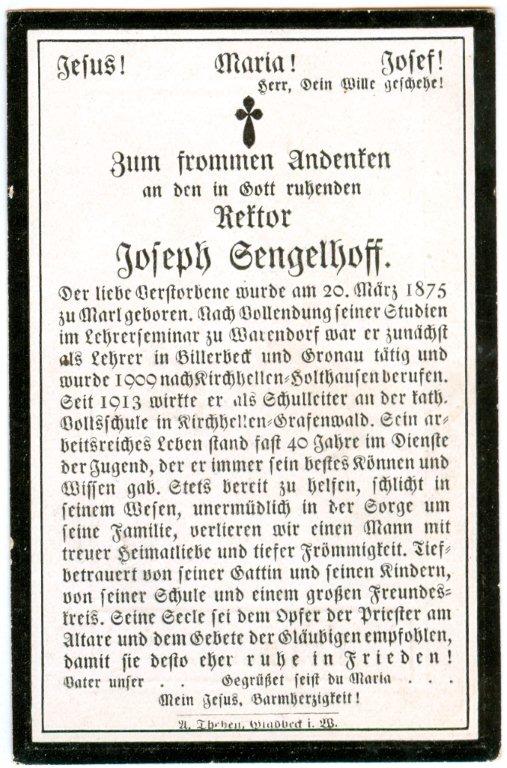 Jesus! Maria! Josef!
Herr, Dein Wille geschehe!
Zum frommen Andenken
an den in Gott ruhenden
Rektor
Joseph Sengelhoff.
Der liebe Verstorbene wurde am 20. März 1875
zu Marl geboren. Nach Vollendung seiner Studien
im Lehrerseminar zu Warendorf war er zunächst
als Lehrer in Billerbeck und Gronau tätig und
wurde 1909 nach Kirchhellen-Holthausen berufen.
Seit 1913 wirkte er als Schulleiter an der kath.
Volksschule in Kirchhellen-Grafenwald. Sein ar-
beitsreiches Leben stand fast 40 Jahre im Dienste
der Jugend, der er immer sein bestes Können und
Wissen gab. Stets bereit zu helfen, schlicht in
seinem Wesen, unermüdlich in der Sorge um
seine Familie, verlieren wir einen Mann mit
treuer Heimatliebe und tiefer Frömmigkeit. Tief-
betrauert von seiner Gattin und seinen Kindern,
von seiner Schule und einem großen Freundes-
kreis. Seine Seele sei dem Opfer der Priester am
Altare und dem Gebete der Gläubigen empfohlen,
damit sie desto eher ruhe in Frieden!
Vater unser . . Gegrüßet seist du Maria . . .
Mein Jesus, Barmherzigkeit!
A. Theben, Gladbeck i. W.